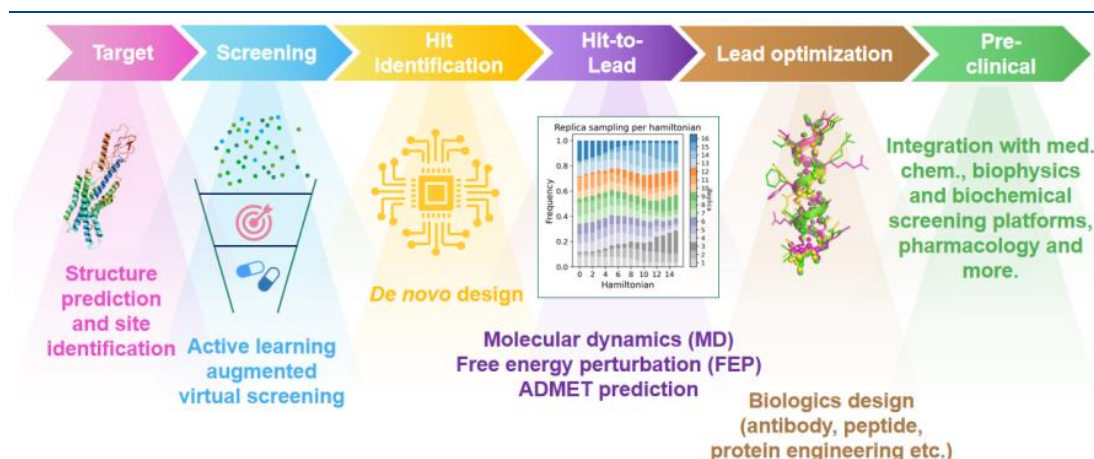 Target
Screening
Hit
identification
Hit-to-
Lead
Lead optimization
Pre-
clinical
Structure
prediction
and site
identification
Active learning
augmented
virtual screening
De novo design
Replica sampling per hamiltonian
1.0
0.8
0.6
0.4
0.2
0.0
Frequency
0 2 4 6 8 10 12 14
Hamiltonian
16
15
14
13
12
11
10
9
8
7
6
5
4
3
2
1
Molecular dynamics (MD)
Free energy perturbation (FEP)
ADMET prediction
Biologics design
(antibody, peptide,
protein engineering etc.)
Integration with med.
chem., biophysics
and biochemical
screening platforms,
pharmacology and
more.